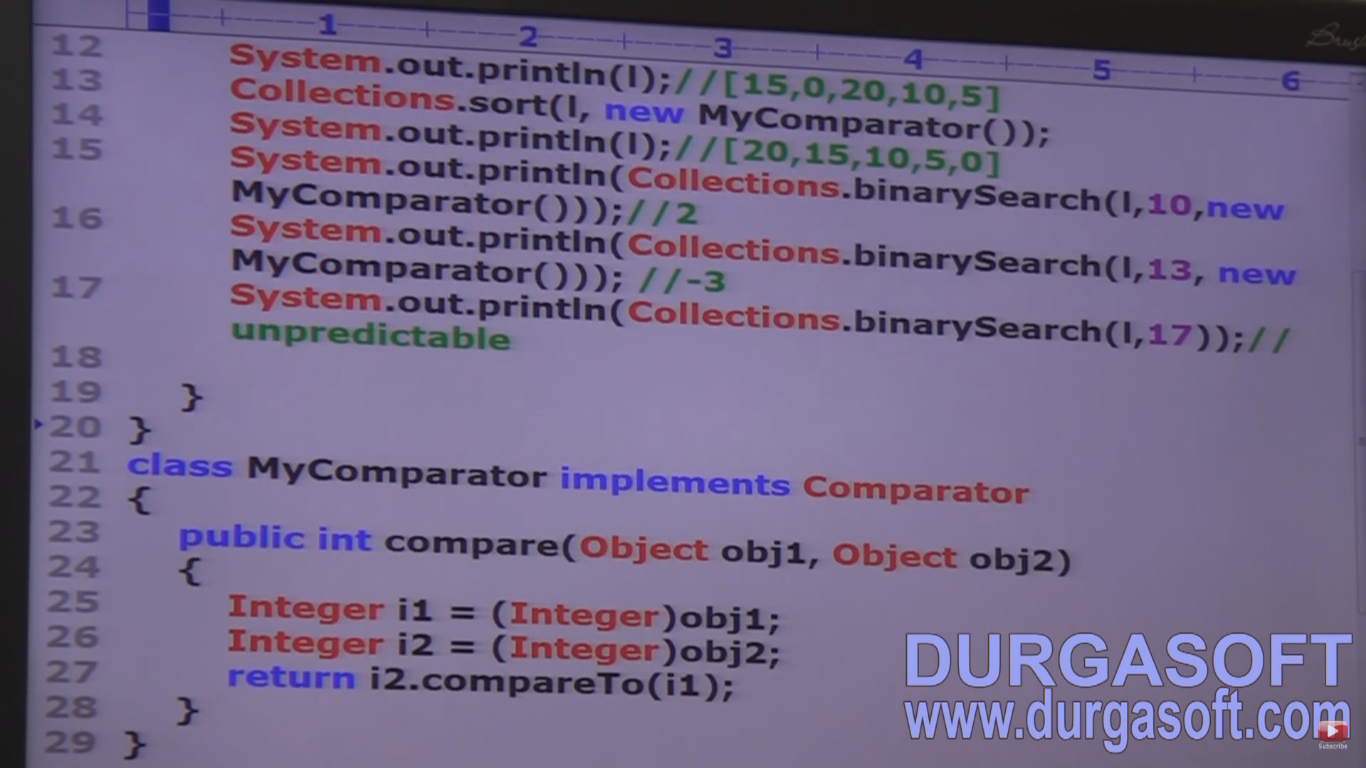 1 2 3 4 5 6
12 System.out.println(l);//[15,0,20,10,5]
13 Collections.sort(l, new MyComparator());
14 System.out.println(l);//[20,15,10,5,0]
15 System.out.println(Collections.binarySearch(l,10,new
MyComparator()));//2
16 System.out.println(Collections.binarySearch(l,13, new
MyComparator())); //-3
17 System.out.println(Collections.binarySearch(l,17));//
unpredictable
18
19 }
20 }
21 class MyComparator implements Comparator
22 {
23 public int compare(Object obj1, Object obj2)
24 {
25 Integer i1 = (Integer)obj1;
26 Integer i2 = (Integer)obj2;
27 return i2.compareTo(i1);
28 }
29 }
DURGASOFT
www.durgasoft.com
Subscribe